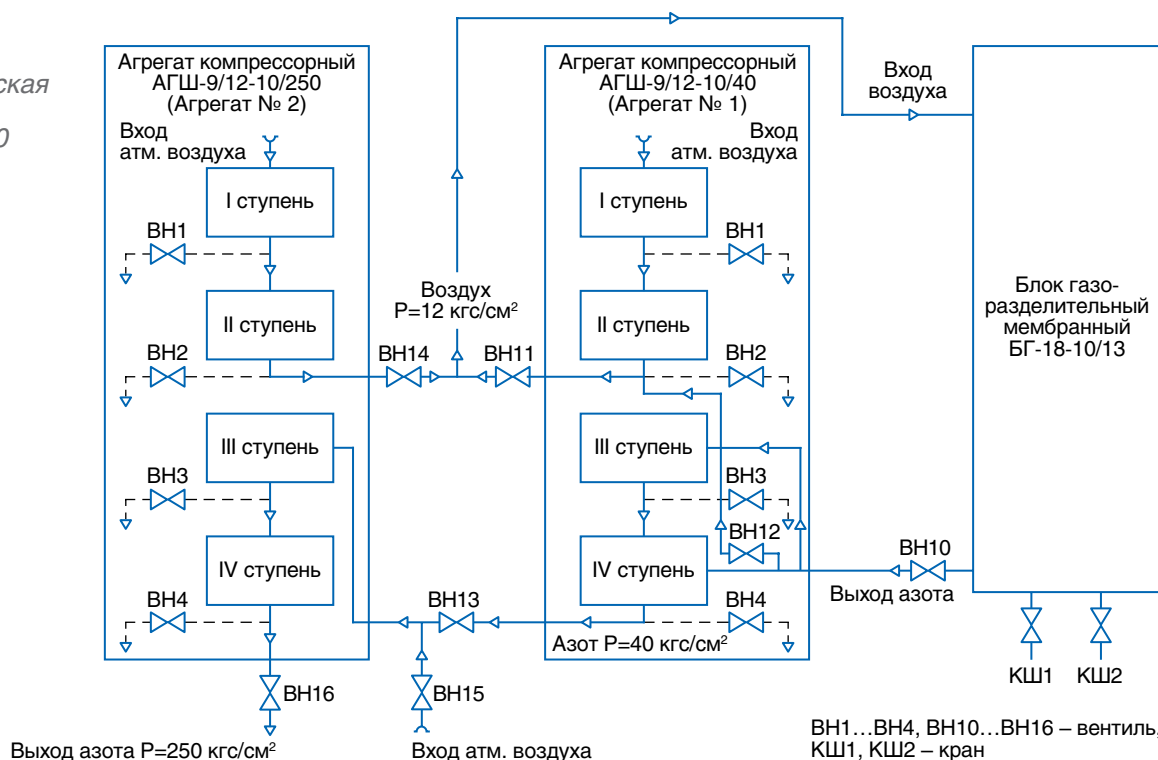 ская
0
Агрегат компрессорный
АГШ-9/12-10/250
(Агрегат № 2)
Вход
атм. воздуха
I ступень
ВН1
II ступень
ВН2
III ступень
ВН3
IV ступень
ВН4
ВН16
Выход азота Р=250 кгс/см²
Воздух
Р=12 кгс/см²
ВН14
ВН11
ВН13
ВН15
Вход атм. воздуха
Агрегат компрессорный
АГШ-9/12-10/40
(Агрегат № 1)
Вход
атм. воздуха
I ступень
ВН1
II ступень
ВН2
III ступень
ВН3
ВН12
IV ступень
ВН4
Азот Р=40 кгс/см²
Вход
воздуха
ВН10
Выход азота
Блок газо-
разделительный
мембранный
БГ-18-10/13
КШ1
КШ2
ВН1...ВН4, ВН10...ВН16 – вентиль,
КШ1, КШ2 – кран